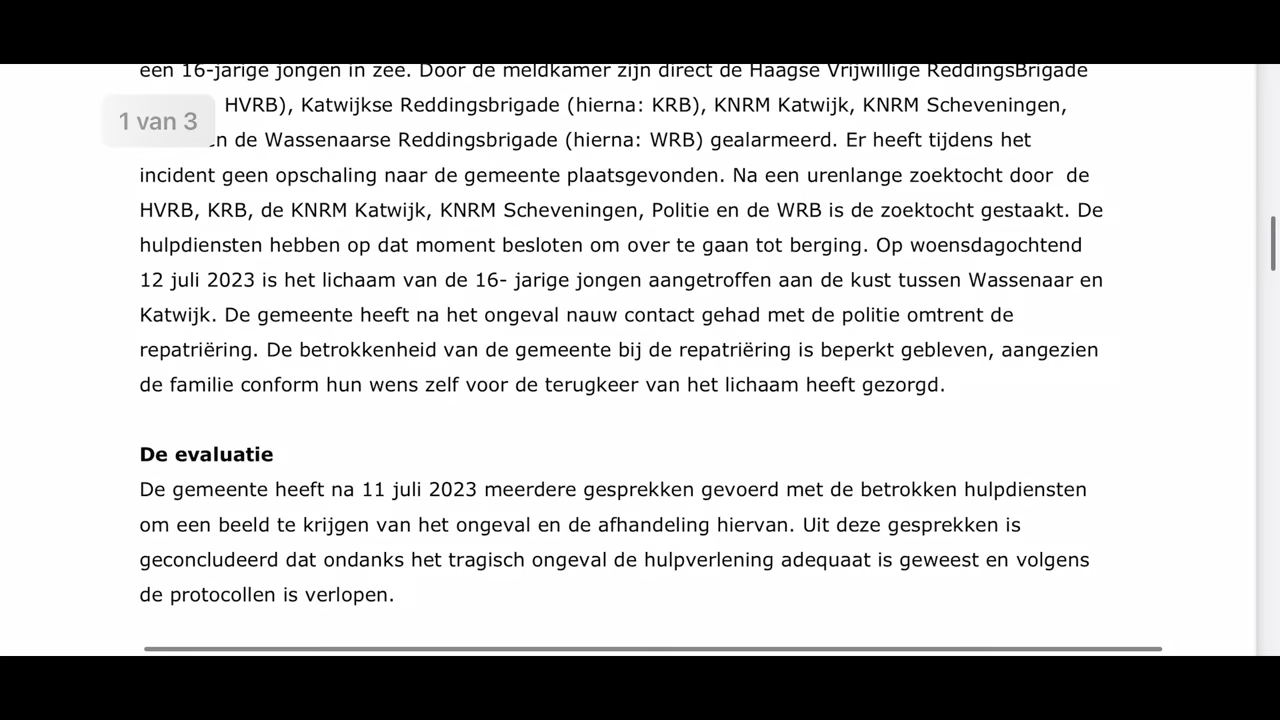 een 16-jarige jongen in zee. Door de meldkamer zijn direct de Haagse Vrijwillige ReddingsBrigade
HVRB), Katwijkse Reddingsbrigade (hierna: KRB), KNRM Katwijk, KNRM Scheveningen,
1 van 3
de Wassenaarse Reddingsbrigade (hierna: WRB) gealarmeerd. Er heeft tijdens het
incident geen opschaling naar de gemeente plaatsgevonden. Na een urenlange zoektocht door  de
HVRB, KRB, de KNRM Katwijk, KNRM Scheveningen, Politie en de WRB is de zoektocht gestaakt. De
hulpdiensten hebben op dat moment besloten om over te gaan tot berging. Op woensdagochtend
12 juli 2023 is het lichaam van de 16- jarige jongen aangetroffen aan de kust tussen Wassenaar en
Katwijk. De gemeente heeft na het ongeval nauw contact gehad met de politie omtrent de
repatriëring. De betrokkenheid van de gemeente bij de repatriëring is beperkt gebleven, aangezien
de familie conform hun wens zelf voor de terugkeer van het lichaam heeft gezorgd.
De evaluatie
De gemeente heeft na 11 juli 2023 meerdere gesprekken gevoerd met de betrokken hulpdiensten
om een beeld te krijgen van het ongeval en de afhandeling hiervan. Uit deze gesprekken is
geconcludeerd dat ondanks het tragisch ongeval de hulpverlening adequaat is geweest en volgens
de protocollen is verlopen.